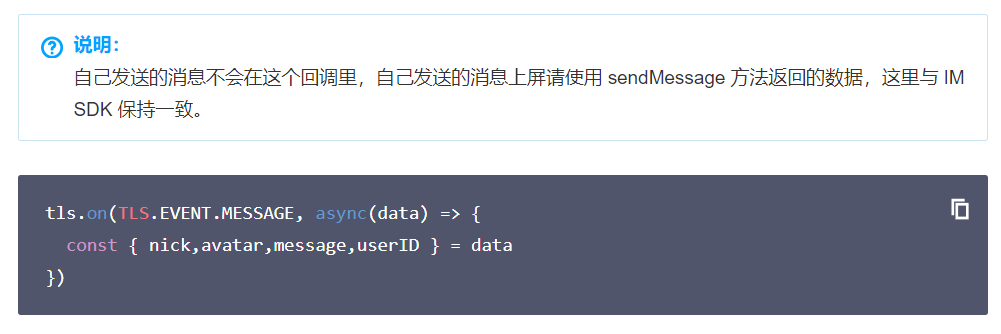 说明：
自己发送的消息不会在这个回调里，自己发送的消息上屏请使用 sendMessage 方法返回的数据，这里与 IM
SDK 保持一致。
tls.on(TLS.EVENT.MESSAGE, async(data) => {
  const { nick,avatar,message,userID } = data
})